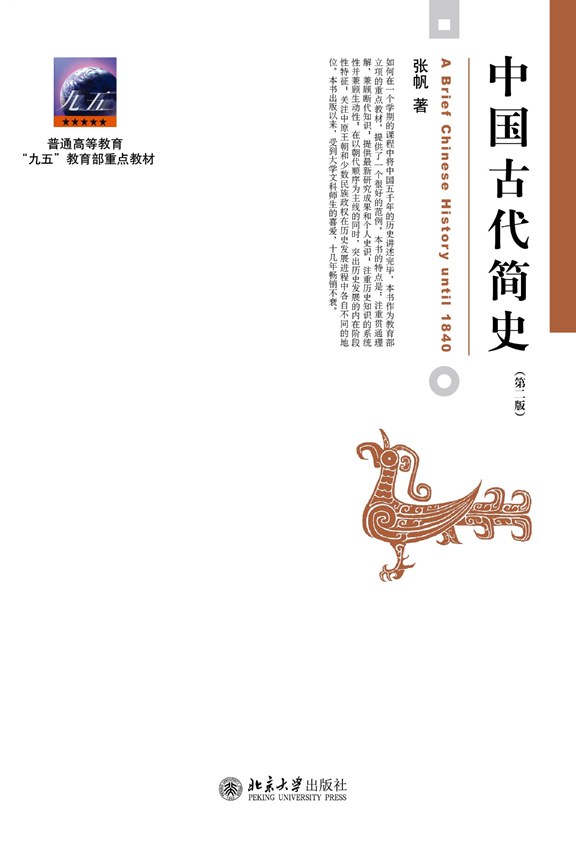 中国古代简史
(第二版)
A Brief Chinese History until 1840
张帆 著
如何在一个学期的课程中将中国五千年的历史讲述完毕,本书作为教育部
立项的重点教材,提供了一个很好的范例。本书的特点是:注重贯通理
解,兼顾断代知识,提供最新研究成果和个人史识,注重历史知识的系统
性并兼顾生动性,在以朝代顺序为主线的同时,突出历史发展的内在阶段
性特征,关注中原王朝和少数民族政权在历史发展进程中各自不同的地
位。本书出版以来,受到大学文科师生的喜爱,十几年畅销不衰。
九五
普通高等教育
“九五”教育部重点教材
北京大学出版社
PEKING UNIVERSITY PRESS